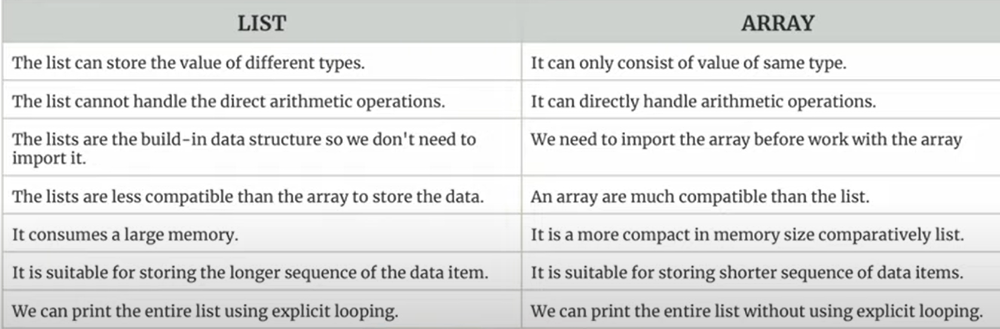 LIST
ARRAY
The list can store the value of different types.
It can only consist of value of same type.
The list cannot handle the direct arithmetic operations.
It can directly handle arithmetic operations.
The lists are the build-in data structure so we don't need to
import it.
We need to import the array before work with the array
The lists are less compatible than the array to store the data.
An array are much compatible than the list.
It consumes a large memory.
It is a more compact in memory size comparatively list.
It is suitable for storing the longer sequence of the data item.
It is suitable for storing shorter sequence of data items.
We can print the entire list using explicit looping.
We can print the entire list without using explicit looping.